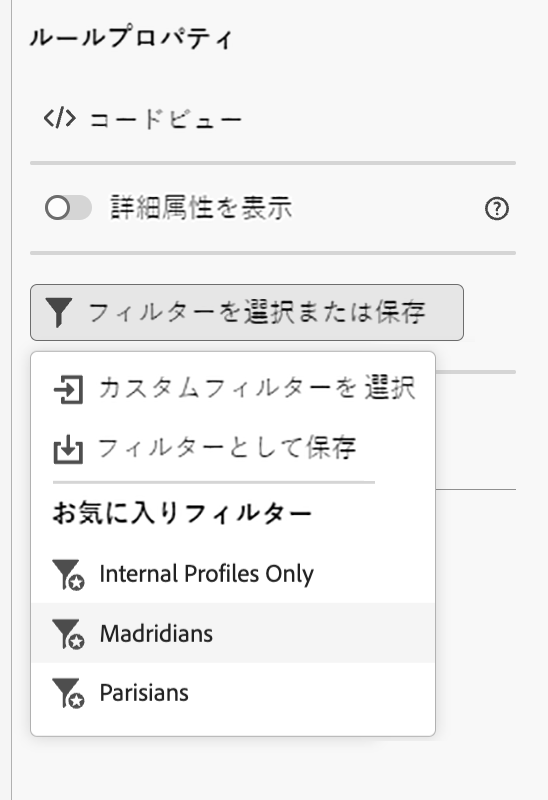 ルールプロパティ
</> コードビュー
詳細属性を表示
フィルターを選択または保存
カスタムフィルターを 選択
フィルターとして保存
お気に入りフィルター
Internal Profiles Only
Madridians
Parisians